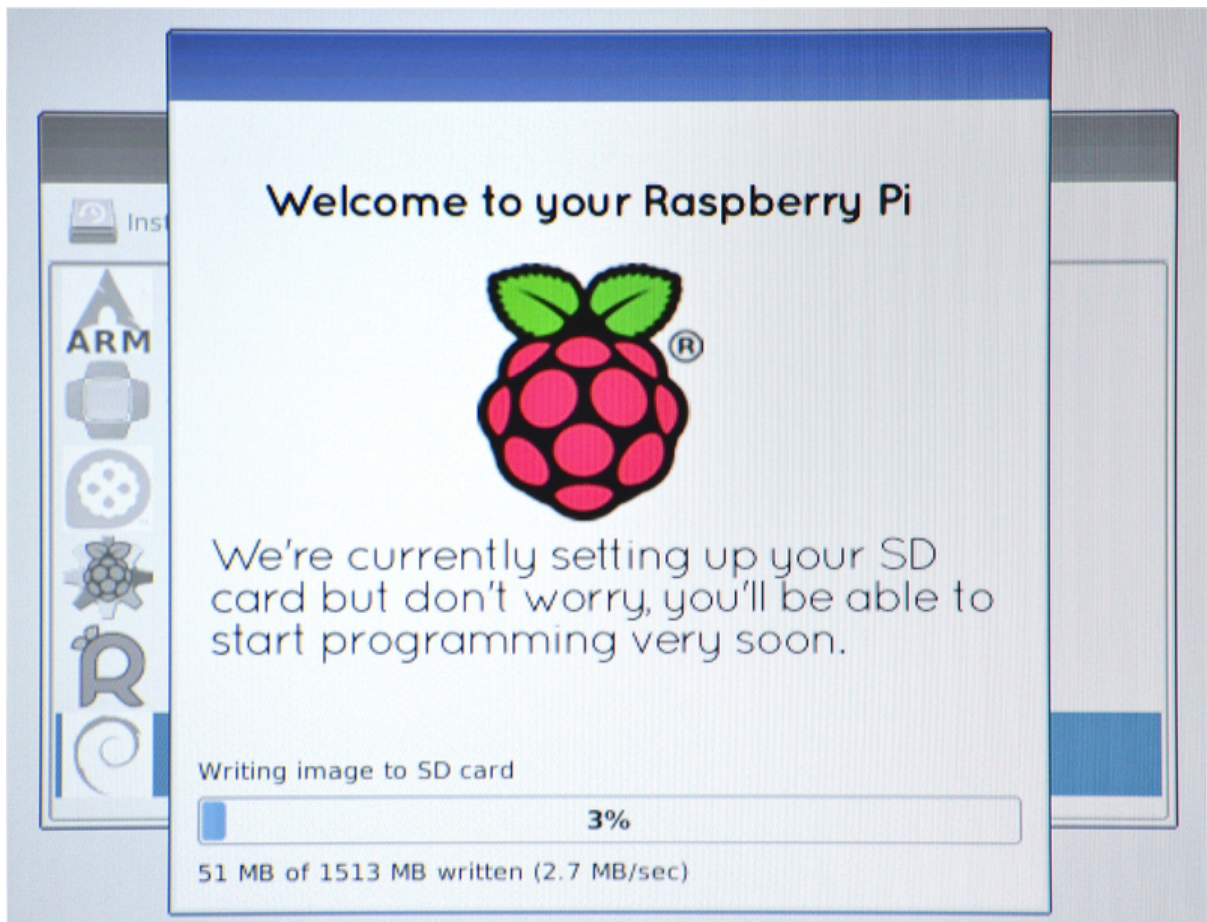 Welcome to your Raspberry Pi
Inst
ARM
®
We're currently setting up your SD
card but don't worry, you'll be able to
start programming very soon.
Writing image to SD card
3%
51 MB of 1513 MB written (2.7 MB/sec)